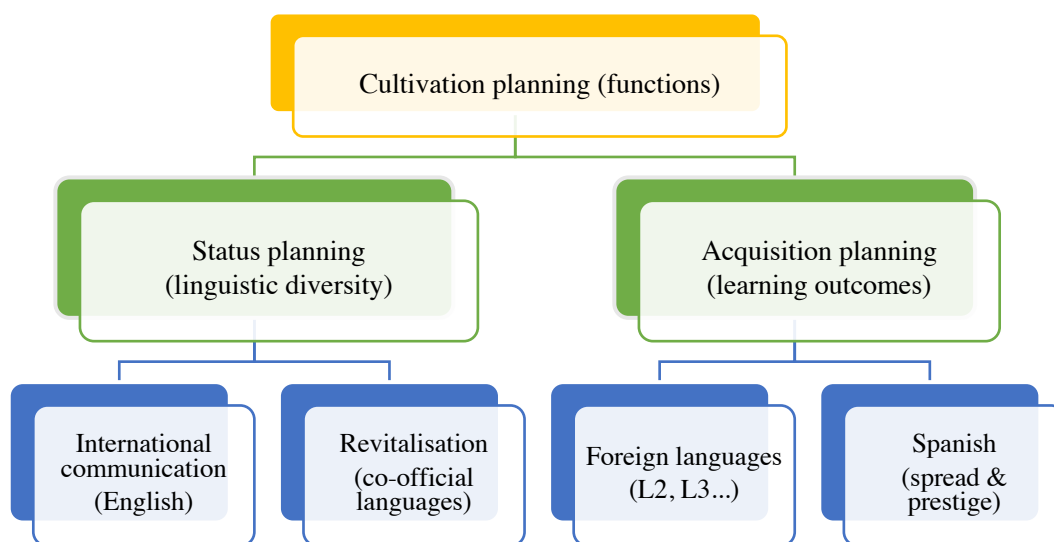 Cultivation planning (functions)
Status planning
(linguistic diversity)
Acquisition planning
(learning outcomes)
International
communication
(English)
Revitalisation
(co-official
languages)
Foreign languages
(L2, L3...)
Spanish
(spread &
prestige)